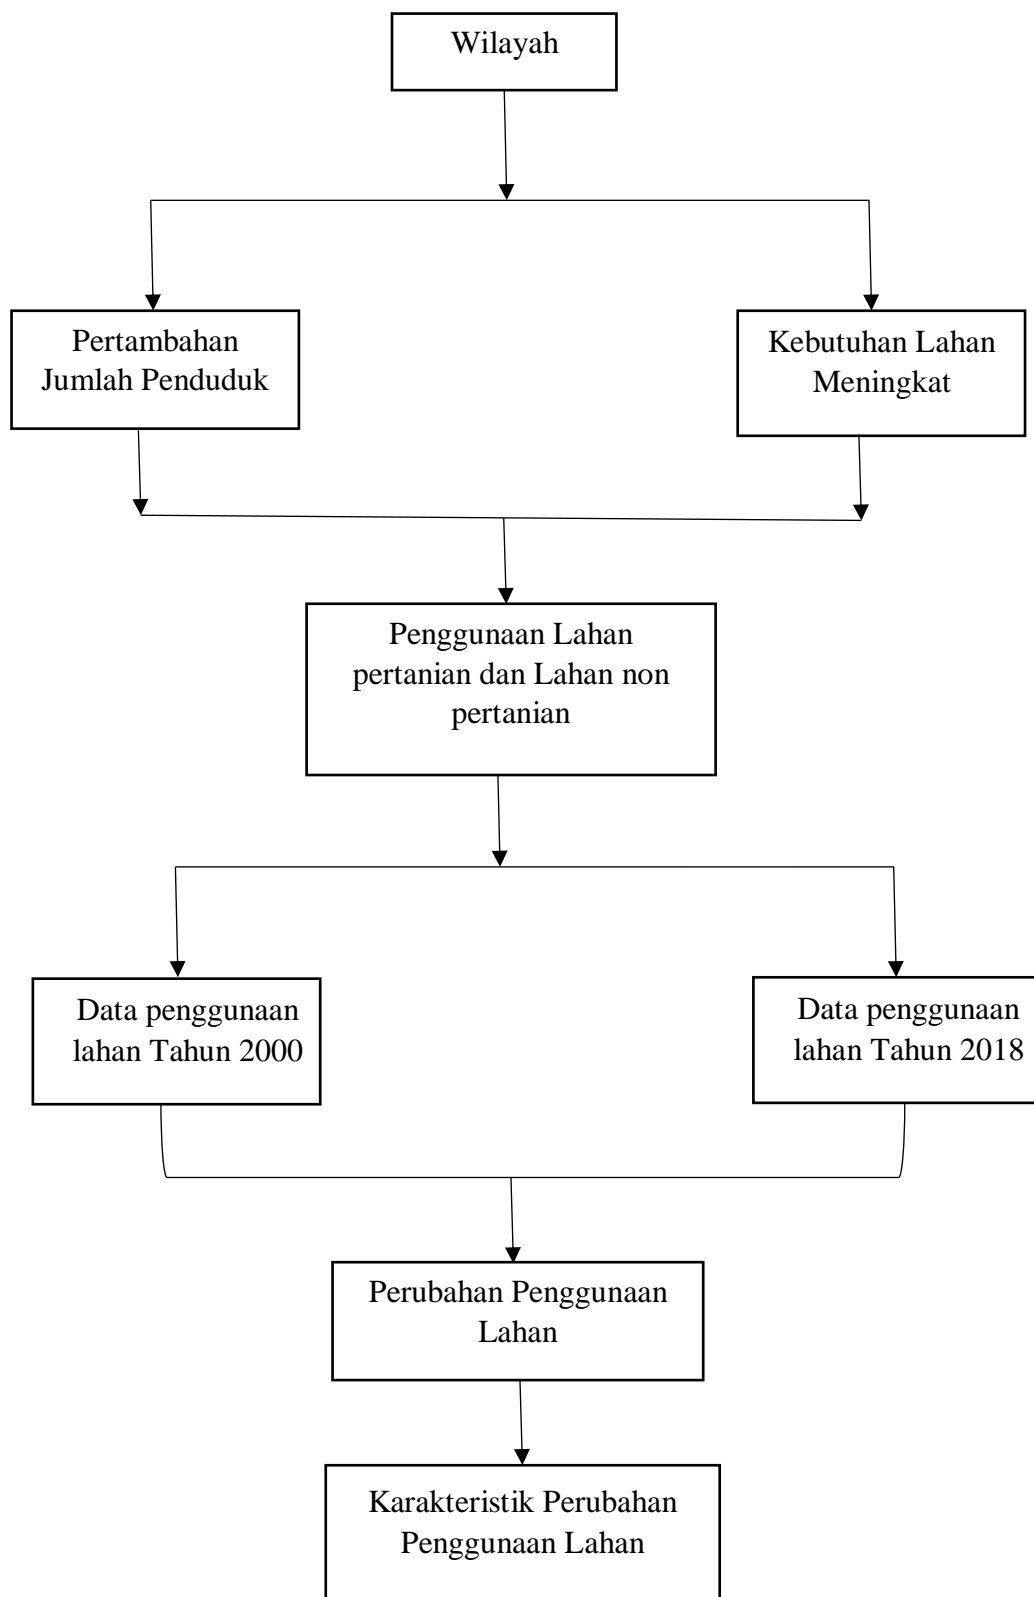 Wilayah
Pertambahan
Jumlah Penduduk
Kebutuhan Lahan
Meningkat
Penggunaan Lahan
pertanian dan Lahan non
pertanian
Data penggunaan
lahan Tahun 2000
Data penggunaan
lahan Tahun 2018
Perubahan Penggunaan
Lahan
Karakteristik Perubahan
Penggunaan Lahan